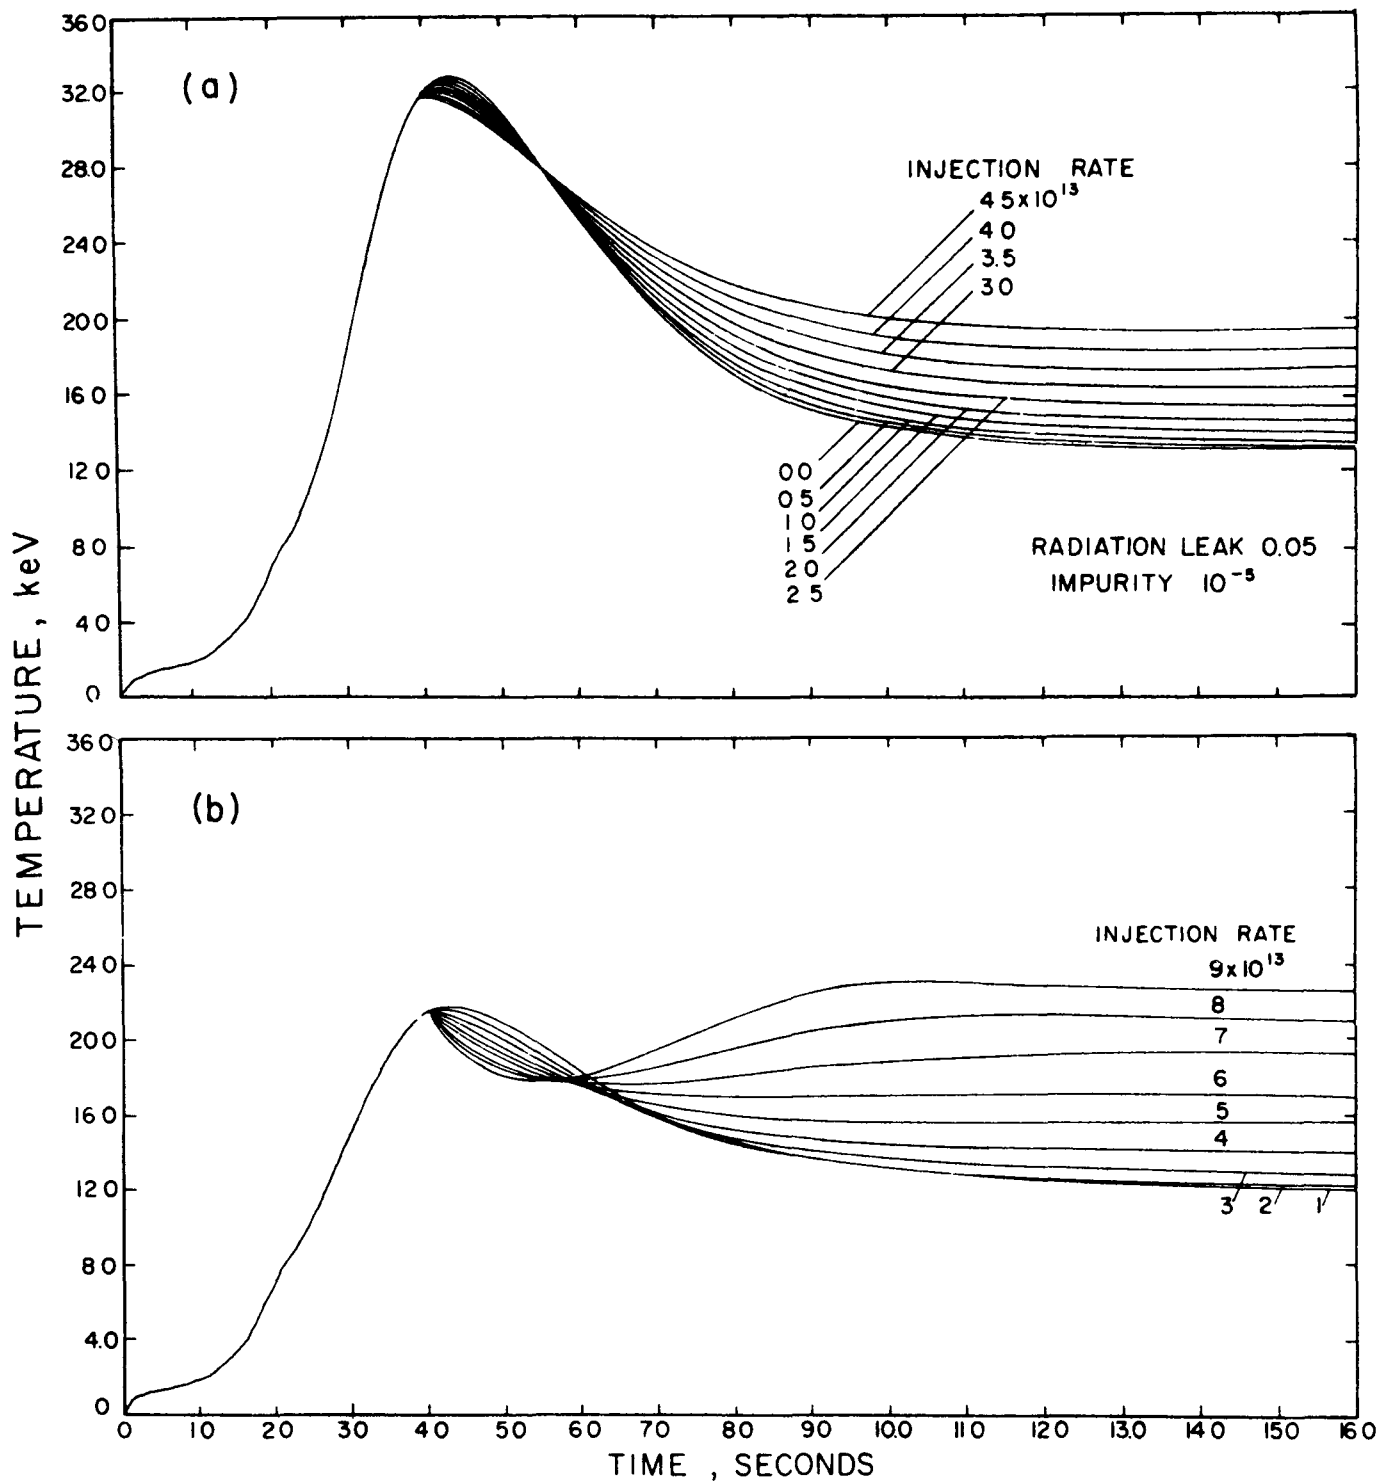 TEMPERATURE, keV
(a)
36 0
32.0
28.0
24.0
20 0
16 0
12 0
8 0
4 0
0
INJECTION RATE
4 5 x 10^13
4 0
3.5
3 0
0 0
0 5
1 0
1 5
2 0
2 5
RADIATION LEAK 0.05
IMPURITY 10^-5
(b)
36 0
32 0
28 0
24 0
20 0
16 0
12 0
8 0
4.0
0
INJECTION RATE
9 x 10^13
8
7
6
5
4
3 2 1
0 1 0 2 0 3 0 4 0 5 0 6 0 7 0 8 0 9 0 10.0 11.0 12 0 13 0 14 0 15 0 16 0
TIME , SECONDS